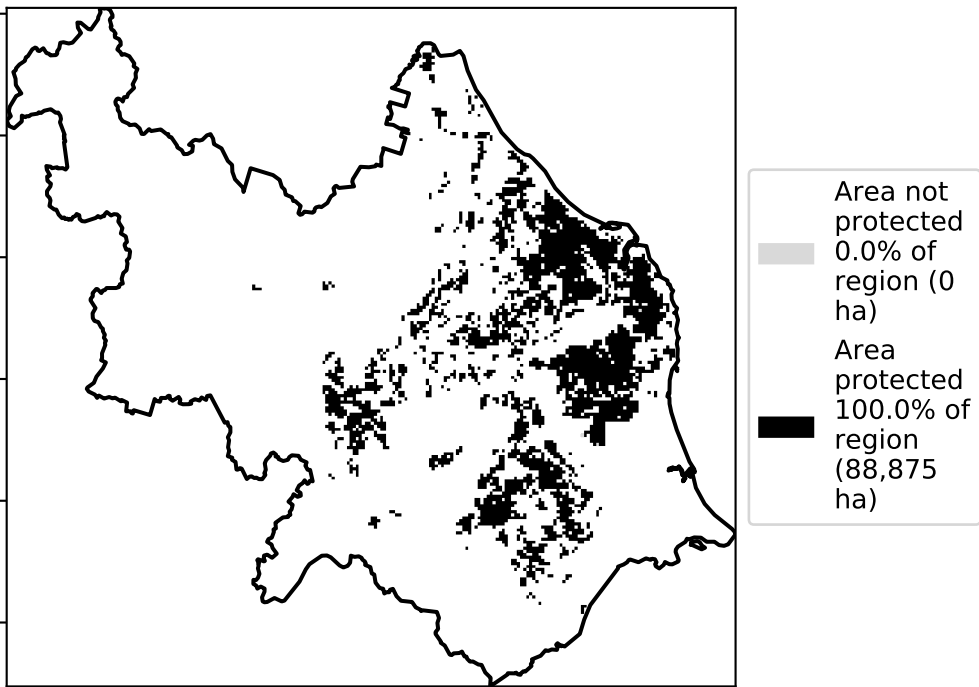 Area not
protected
0.0% of
region (0
ha)
Area
protected
100.0% of
region
(88,875
ha)